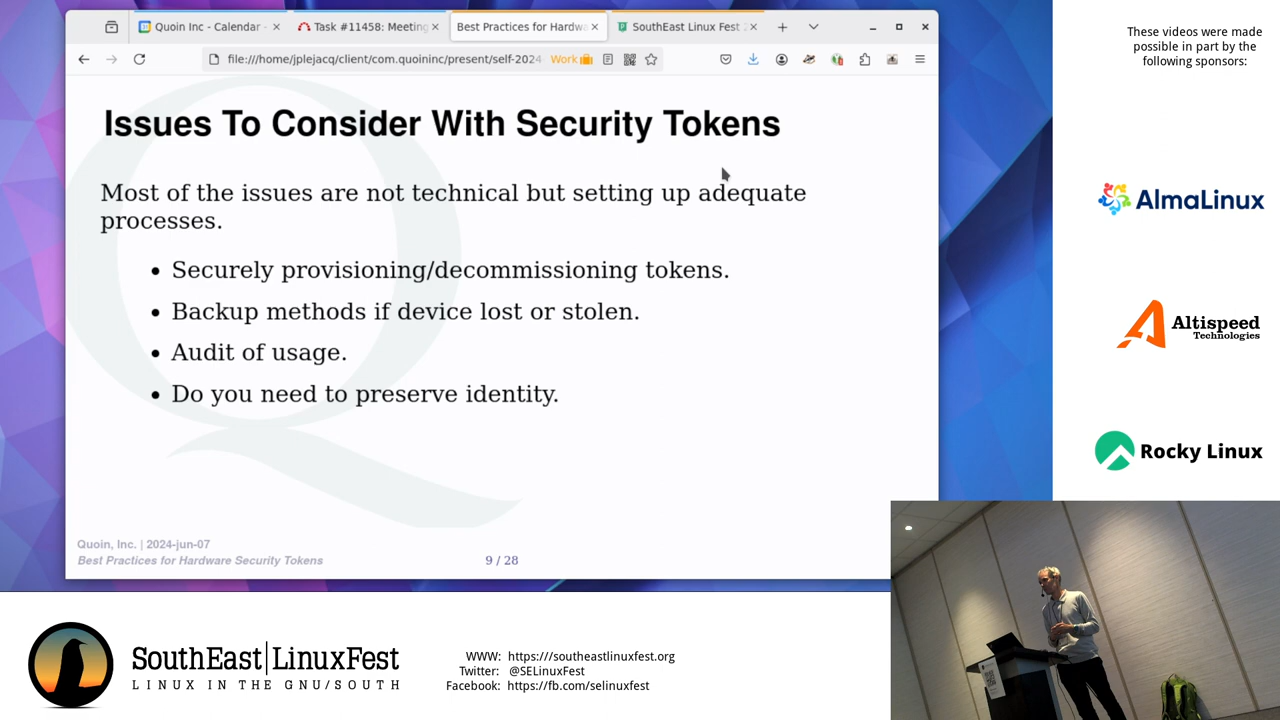 Quoin Inc - Calendar -
Task #11458: Meeting
Best Practices for Hardwa
SouthEast Linux Fest 2
file:///home/jplejacq/client/com.quoininc/present/self-2024-
Work
Issues To Consider With Security Tokens
Most of the issues are not technical but setting up adequate
processes.
• Securely provisioning/decommissioning tokens.
• Backup methods if device lost or stolen.
• Audit of usage.
• Do you need to preserve identity.
Quoin, Inc. | 2024-jun-07
Best Practices for Hardware Security Tokens
9 / 28
These videos were made
possible in part by the
following sponsors:
AlmaLinux
Altispeed
Technologies
Rocky Linux
SouthEast LinuxFest
LINUX IN THE GNU/SOUTH
WWW: https:///southeastlinuxfest.org
Twitter: @SELinuxFest
Facebook: https://fb.com/selinuxfest